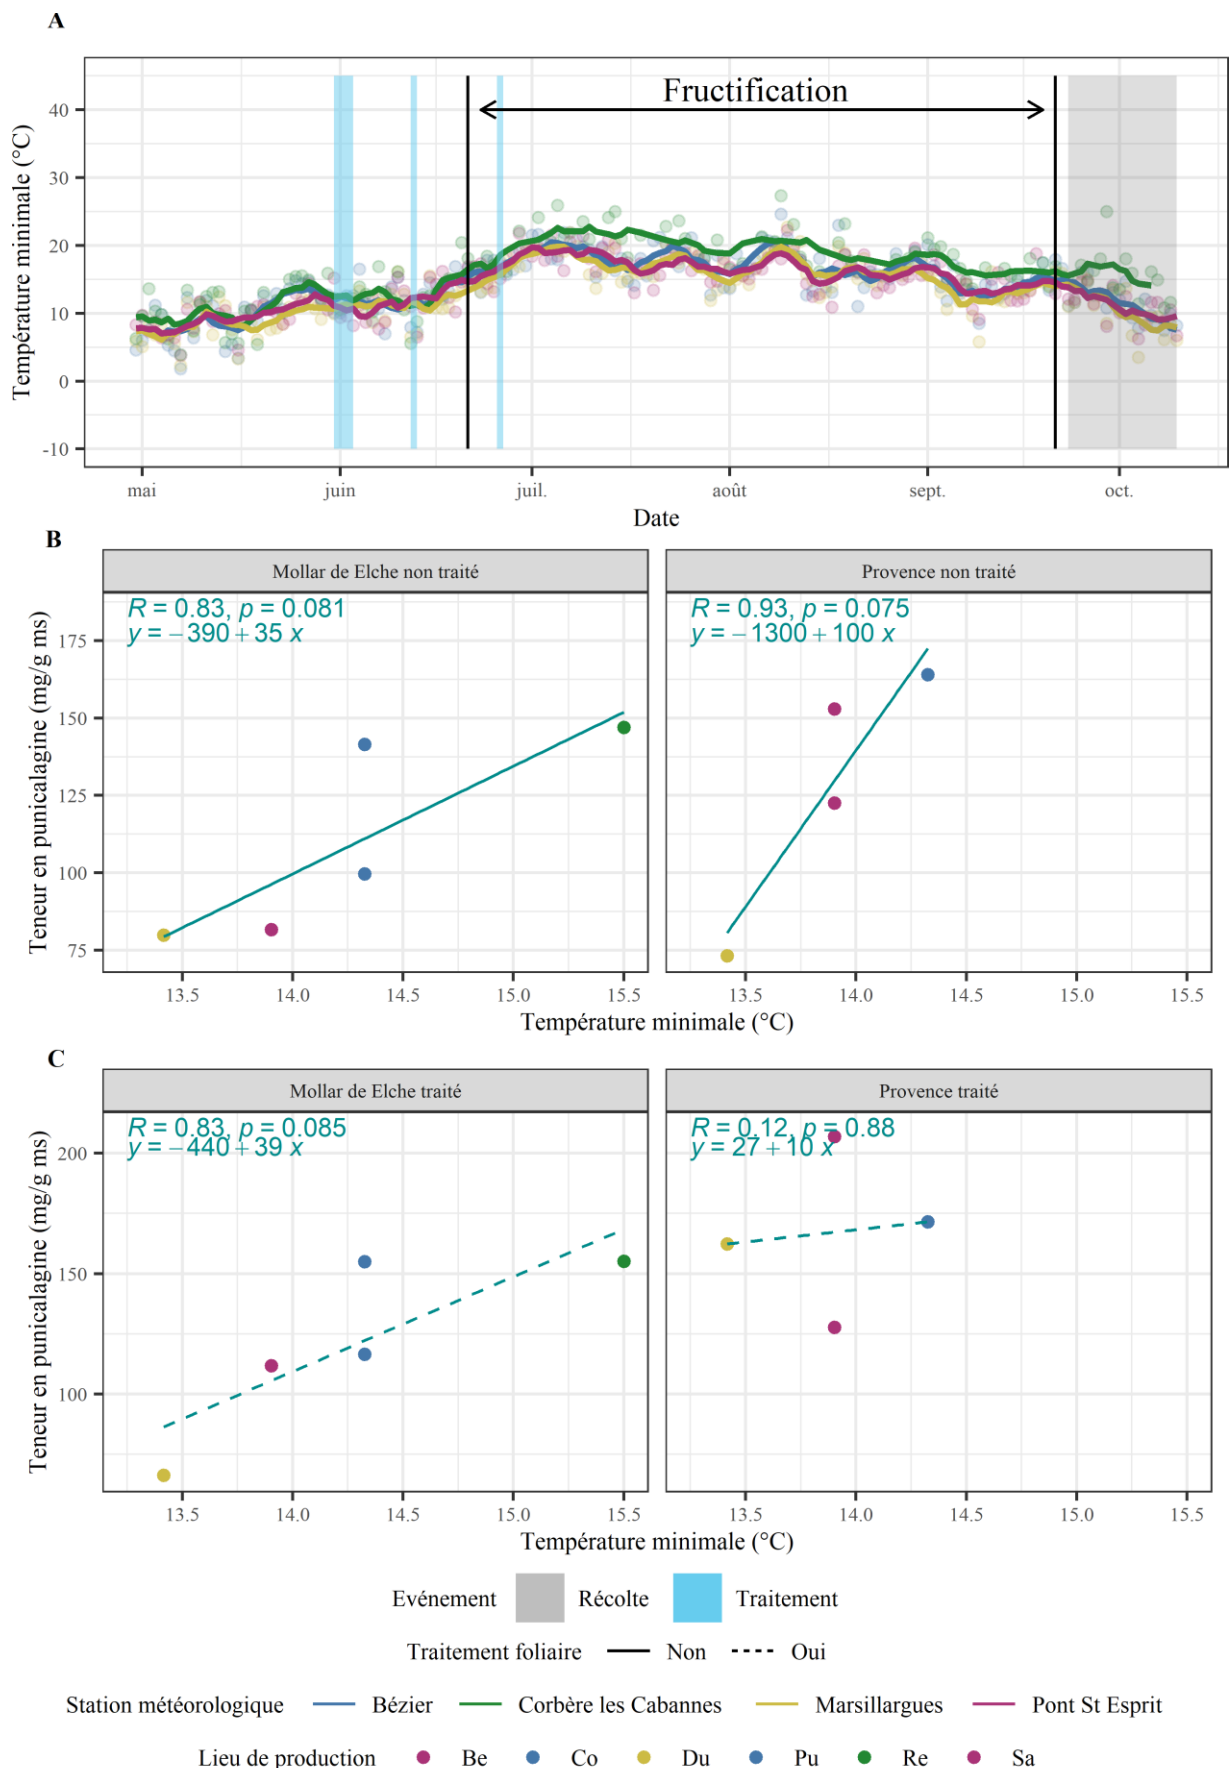 A
Fructification
Température minimale (°C)
40
30
20
10
0
-10
mai juin juil. août sept. oct.
Date
B
Mollar de Elche non traité
Provence non traité
R = 0.83, p = 0.081
y = −390 + 35 x
R = 0.93, p = 0.075
y = −1300 + 100 x
Teneur en punicalagine (mg/g ms)
175
150
125
100
75
13.5 14.0 14.5 15.0 15.5
13.5 14.0 14.5 15.0 15.5
Température minimale (°C)
C
Mollar de Elche traité
Provence traité
R = 0.83, p = 0.085
y = −440 + 39 x
R = 0.12, p = 0.88
y = 27 + 10 x
Teneur en punicalagine (mg/g ms)
200
150
100
13.5 14.0 14.5 15.0 15.5
13.5 14.0 14.5 15.0 15.5
Température minimale (°C)
Evénement Récolte Traitement
Traitement foliaire Non Oui
Station météorologique Bézier Corbère les Cabannes Marsillargues Pont St Esprit
Lieu de production Be Co Du Pu Re Sa